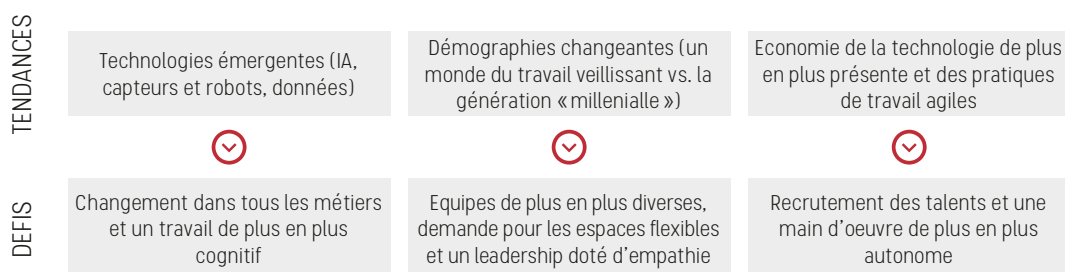 TENDANCES
Technologies émergentes (IA,
capteurs et robots, données)
Démographies changeantes (un
monde du travail veillissant vs. la
génération «millenialle»)
Economie de la technologie de plus
en plus présente et des pratiques
de travail agiles
DEFIS
Changement dans tous les métiers
et un travail de plus en plus
cognitif
Equipes de plus en plus diverses,
demande pour les espaces flexibles
et un leadership doté d'empathie
Recrutement des talents et une
main d'oeuvre de plus en plus
autonome